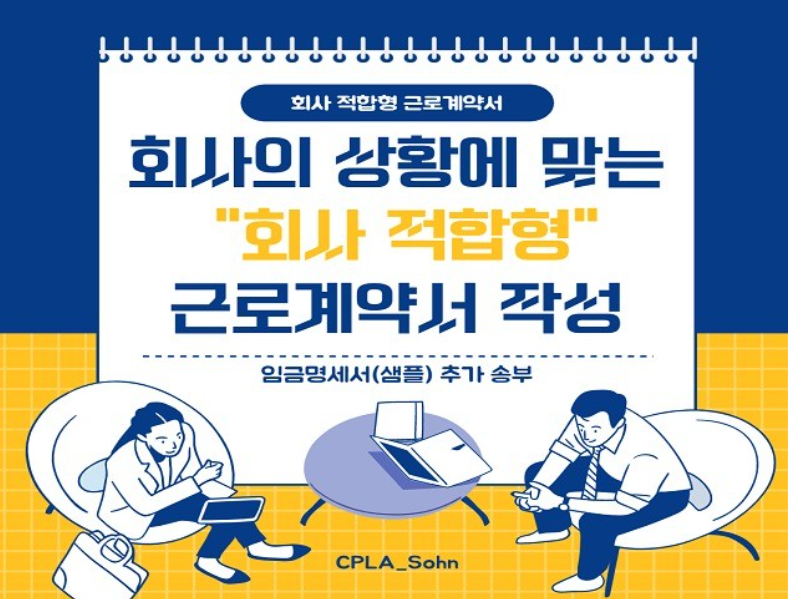 회사 적합형 근로계약서
회사의 상황에 맞는
"회사 적합형"
근로계약서 작성
임금명세서(샘플) 추가 송부
CPLA_Sohn